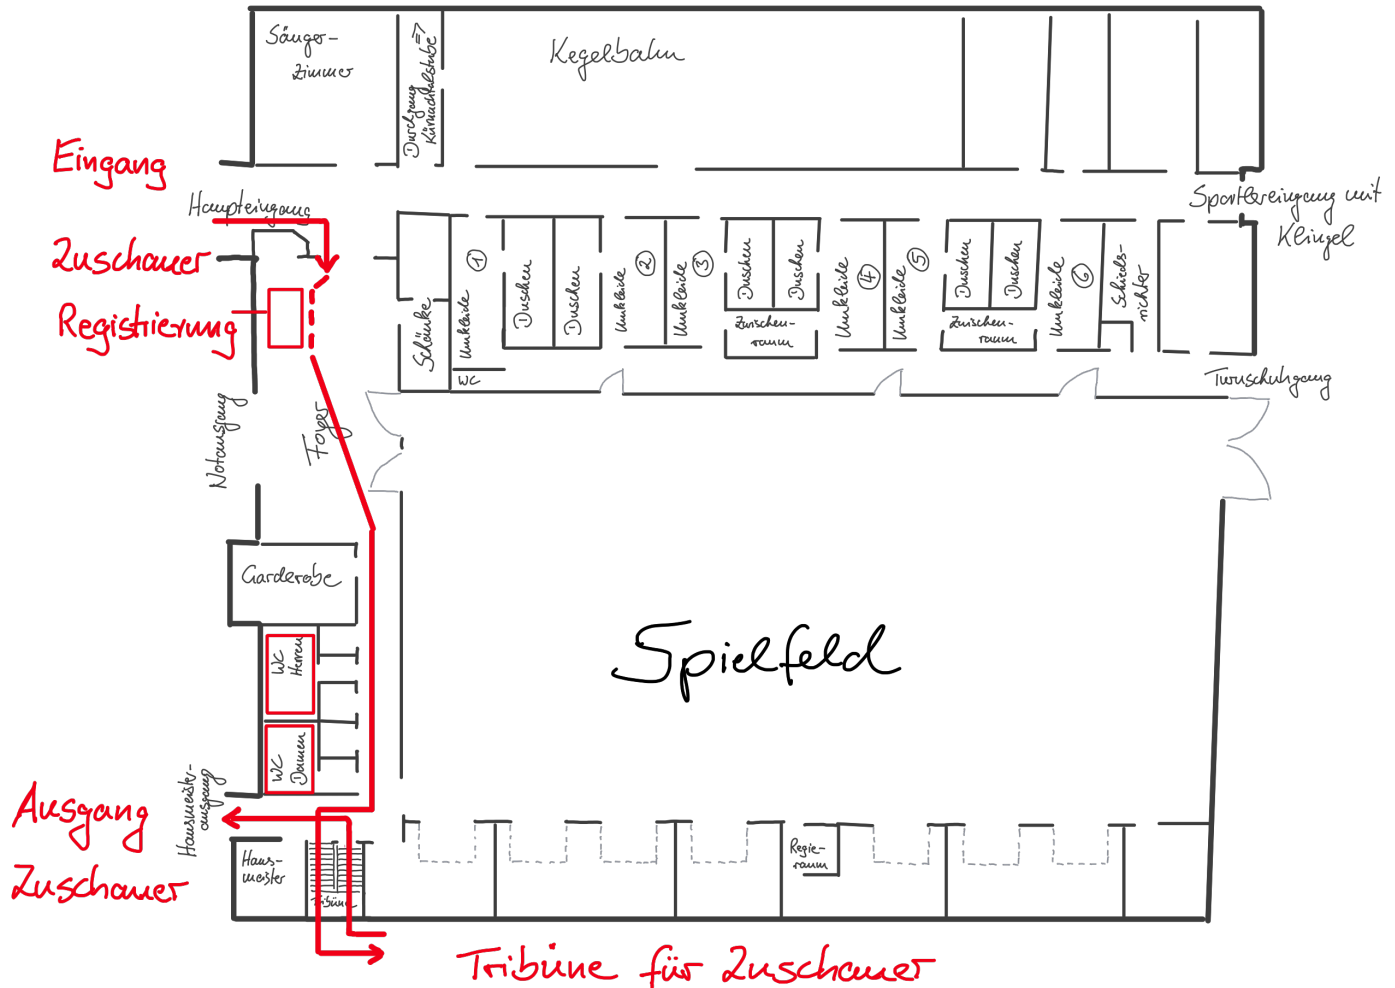 Sänger-
zimmer
Durchgang =>
Kürnachtalstube
Kegelbahn
Eingang
Haupteingang
Zuschauer
Registrierung
Sportlereingang mit
Klingel
Schänke
Umkleide
1
WC
Duschen
Duschen
Umkleide
2
Umkleide
3
Duschen
Duschen
Zwischen-
raum
Umkleide
4
Umkleide
5
Duschen
Duschen
Zwischen-
raum
Umkleide
6
Schieds-
richter
Turnschuhgang
Notausgang
Foyer
Garderobe
WC
Herren
WC
Damen
Spielfeld
Hausmeister-
ausgang
Ausgang
Zuschauer
Haus-
meister
Tribüne
Regie-
raum
Tribüne für Zuschauer